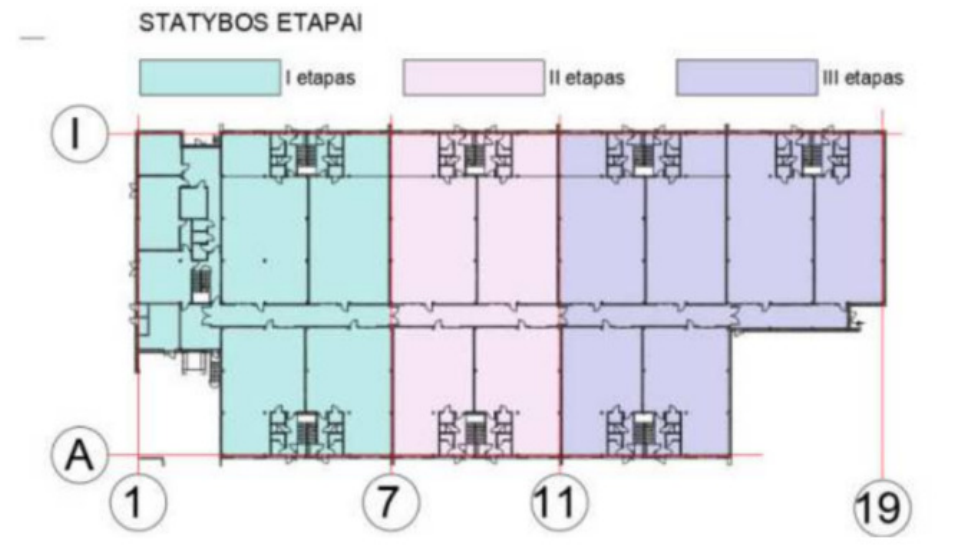 STATYBOS ETAPAI
I etapas II etapas III etapas
I
A
1 7 11 19